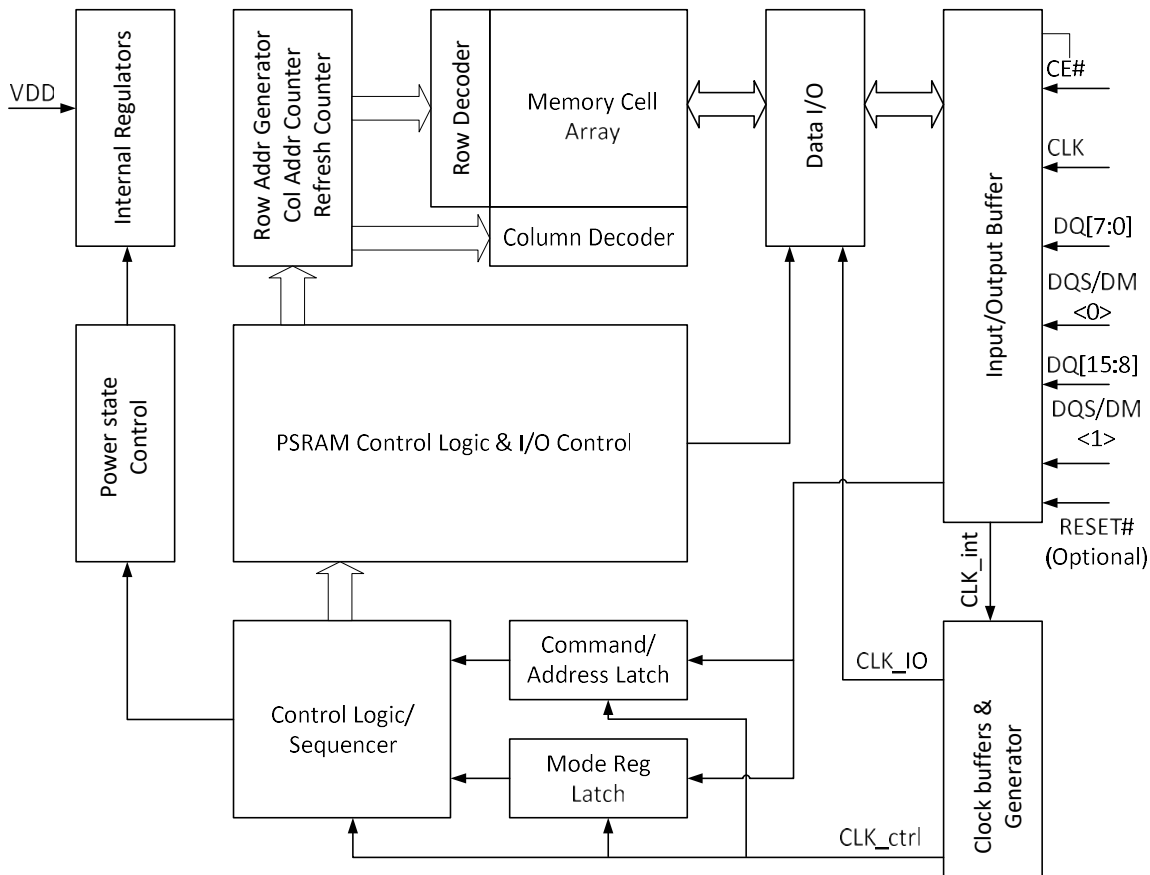 VDD
Internal Regulators
Row Addr Generator
Col Addr Counter
Refresh Counter
Row Decoder
Memory Cell
Array
Column Decoder
Data I/O
Input/Output Buffer
CE#
CLK
DQ[7:0]
DQS/DM
<0>
DQ[15:8]
DQS/DM
<1>
RESET#
(Optional)
Power state
Control
PSRAM Control Logic & I/O Control
CLK_int
Control Logic/
Sequencer
Command/
Address Latch
Mode Reg
Latch
CLK_IO
CLK_ctrl
Clock buffers &
Generator